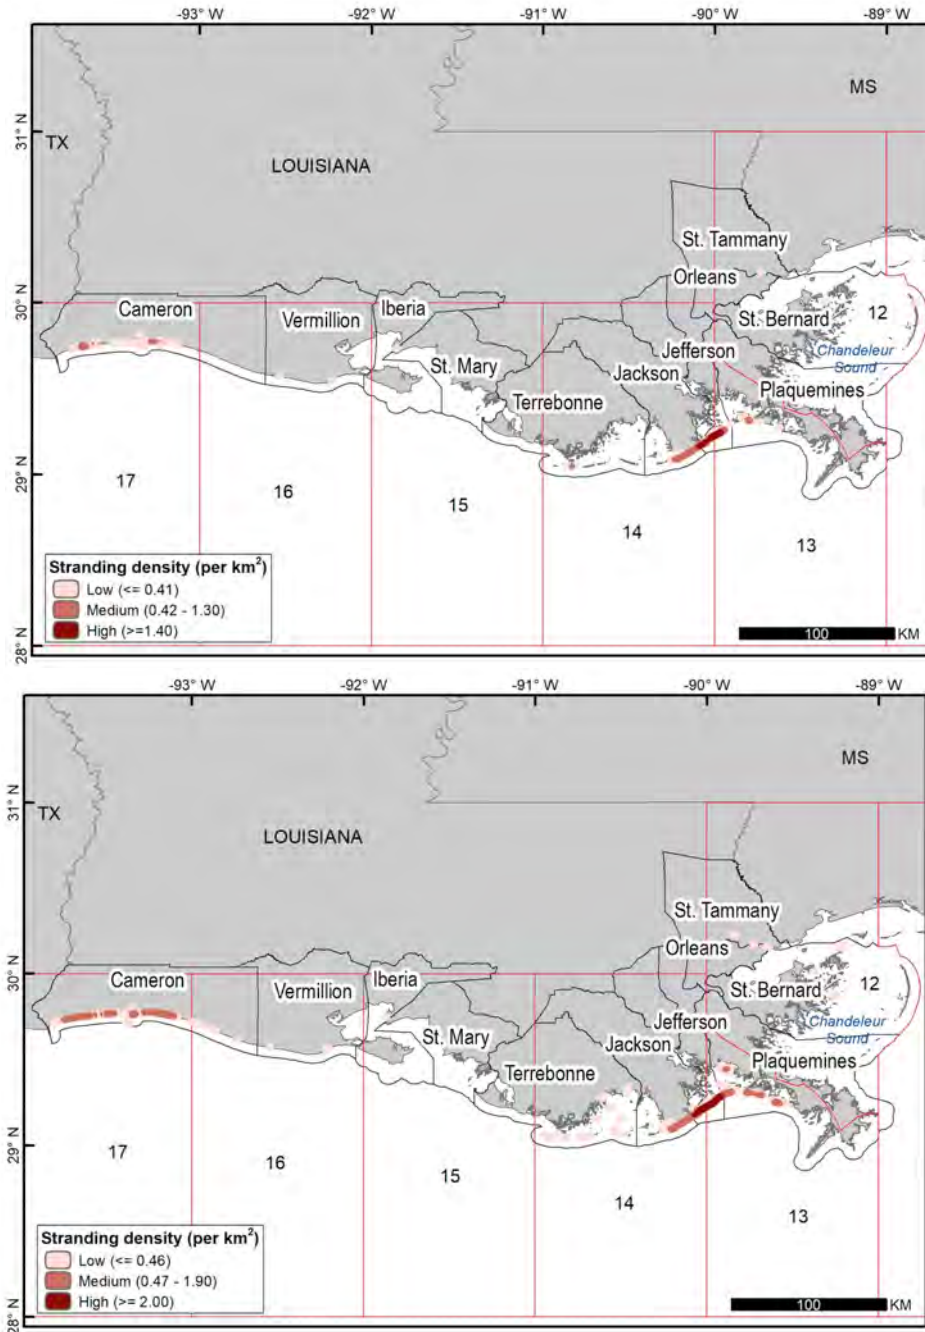 -93° W -92° W -91° W -90° W -89° W
MS
31° N
TX
LOUISIANA
St. Tammany
Orleans
30° N
Cameron
Iberia
Vermillion
St. Bernard
12
Jefferson
Chandeleur
Sound
St. Mary
Jackson
Plaquemines
Terrebonne
29° N
17
16
15
14
13
Stranding density (per km²)
Low (<= 0.41)
Medium (0.42 - 1.30)
High (>=1.40)
100 KM
28° N
-93° W -92° W -91° W -90° W -89° W
MS
31° N
TX
LOUISIANA
St. Tammany
Orleans
30° N
Cameron
Iberia
Vermillion
St. Bernard
12
Jefferson
Chandeleur
Sound
St. Mary
Jackson
Plaquemines
Terrebonne
29° N
17
16
15
14
13
Stranding density (per km²)
Low (<= 0.46)
Medium (0.47 - 1.90)
High (>= 2.00)
100 KM
28° N